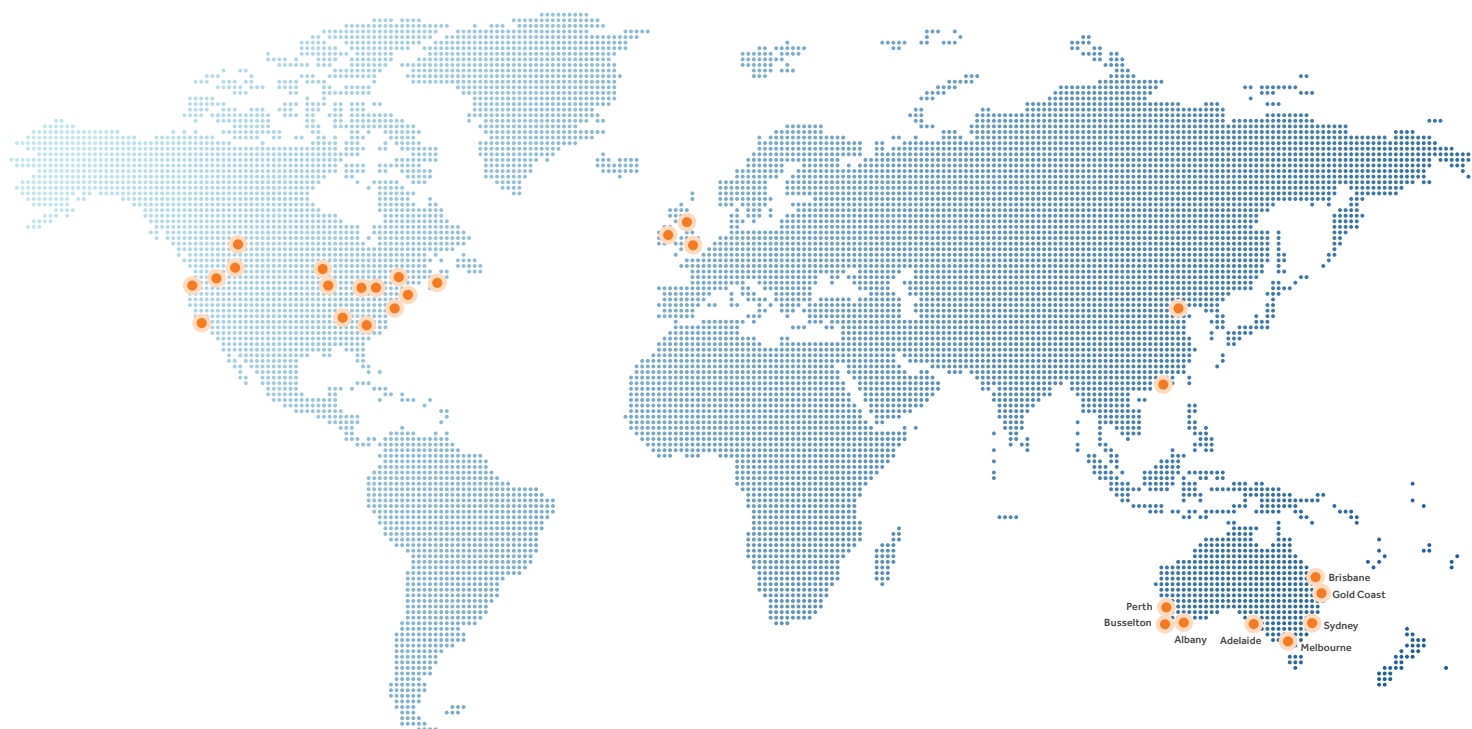 Brisbane
Gold Coast
Perth
Busselton
Sydney
Albany
Adelaide
Melbourne